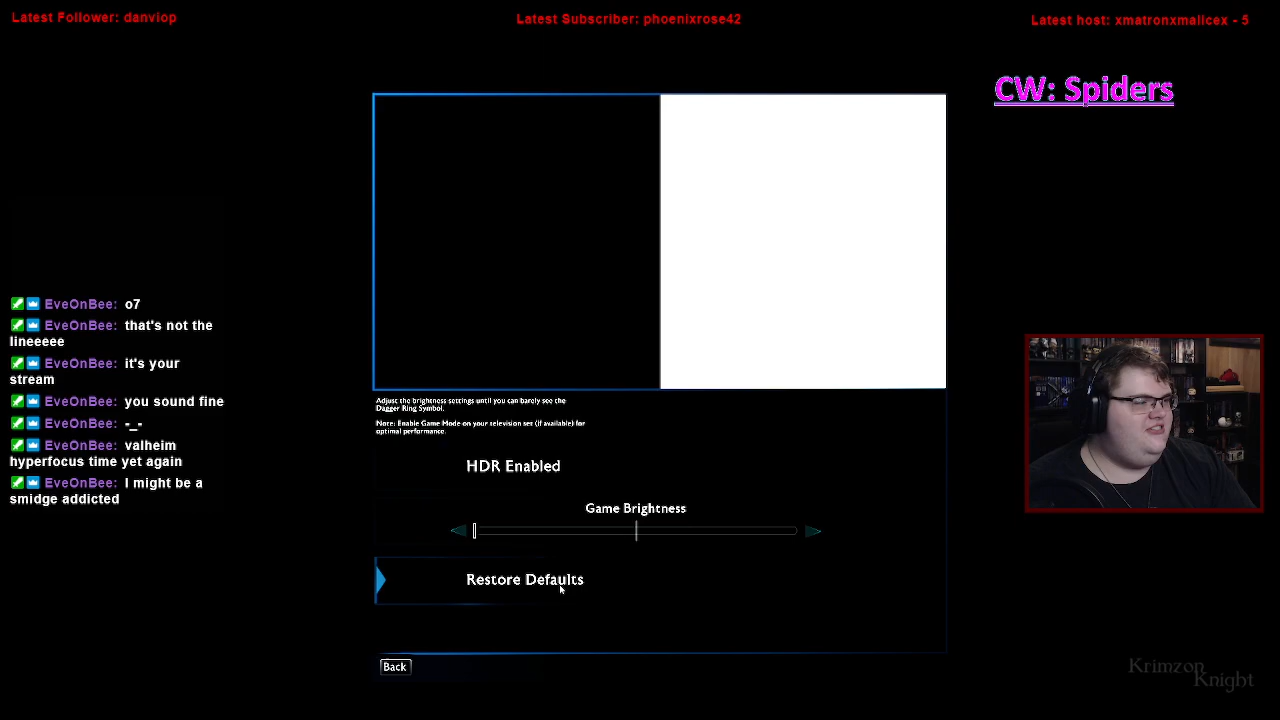 Latest Follower: danviop
Latest Subscriber: phoenixrose42
Latest host: xmatronxmalicex - 5
CW: Spiders
EveOnBee: o7
EveOnBee: that's not the
lineeeee
EveOnBee: it's your
stream
EveOnBee: you sound fine
EveOnBee: -_-
EveOnBee: valheim
hyperfocus time yet again
EveOnBee: I might be a
smidge addicted
Adjust the brightness settings until you can barely see the
Dagger Ring Symbol.
Note: Enable Game Mode on your television set (if available) for
optimal performance.
HDR Enabled
Game Brightness
Restore Defaults
Back
Krimzon
Knight